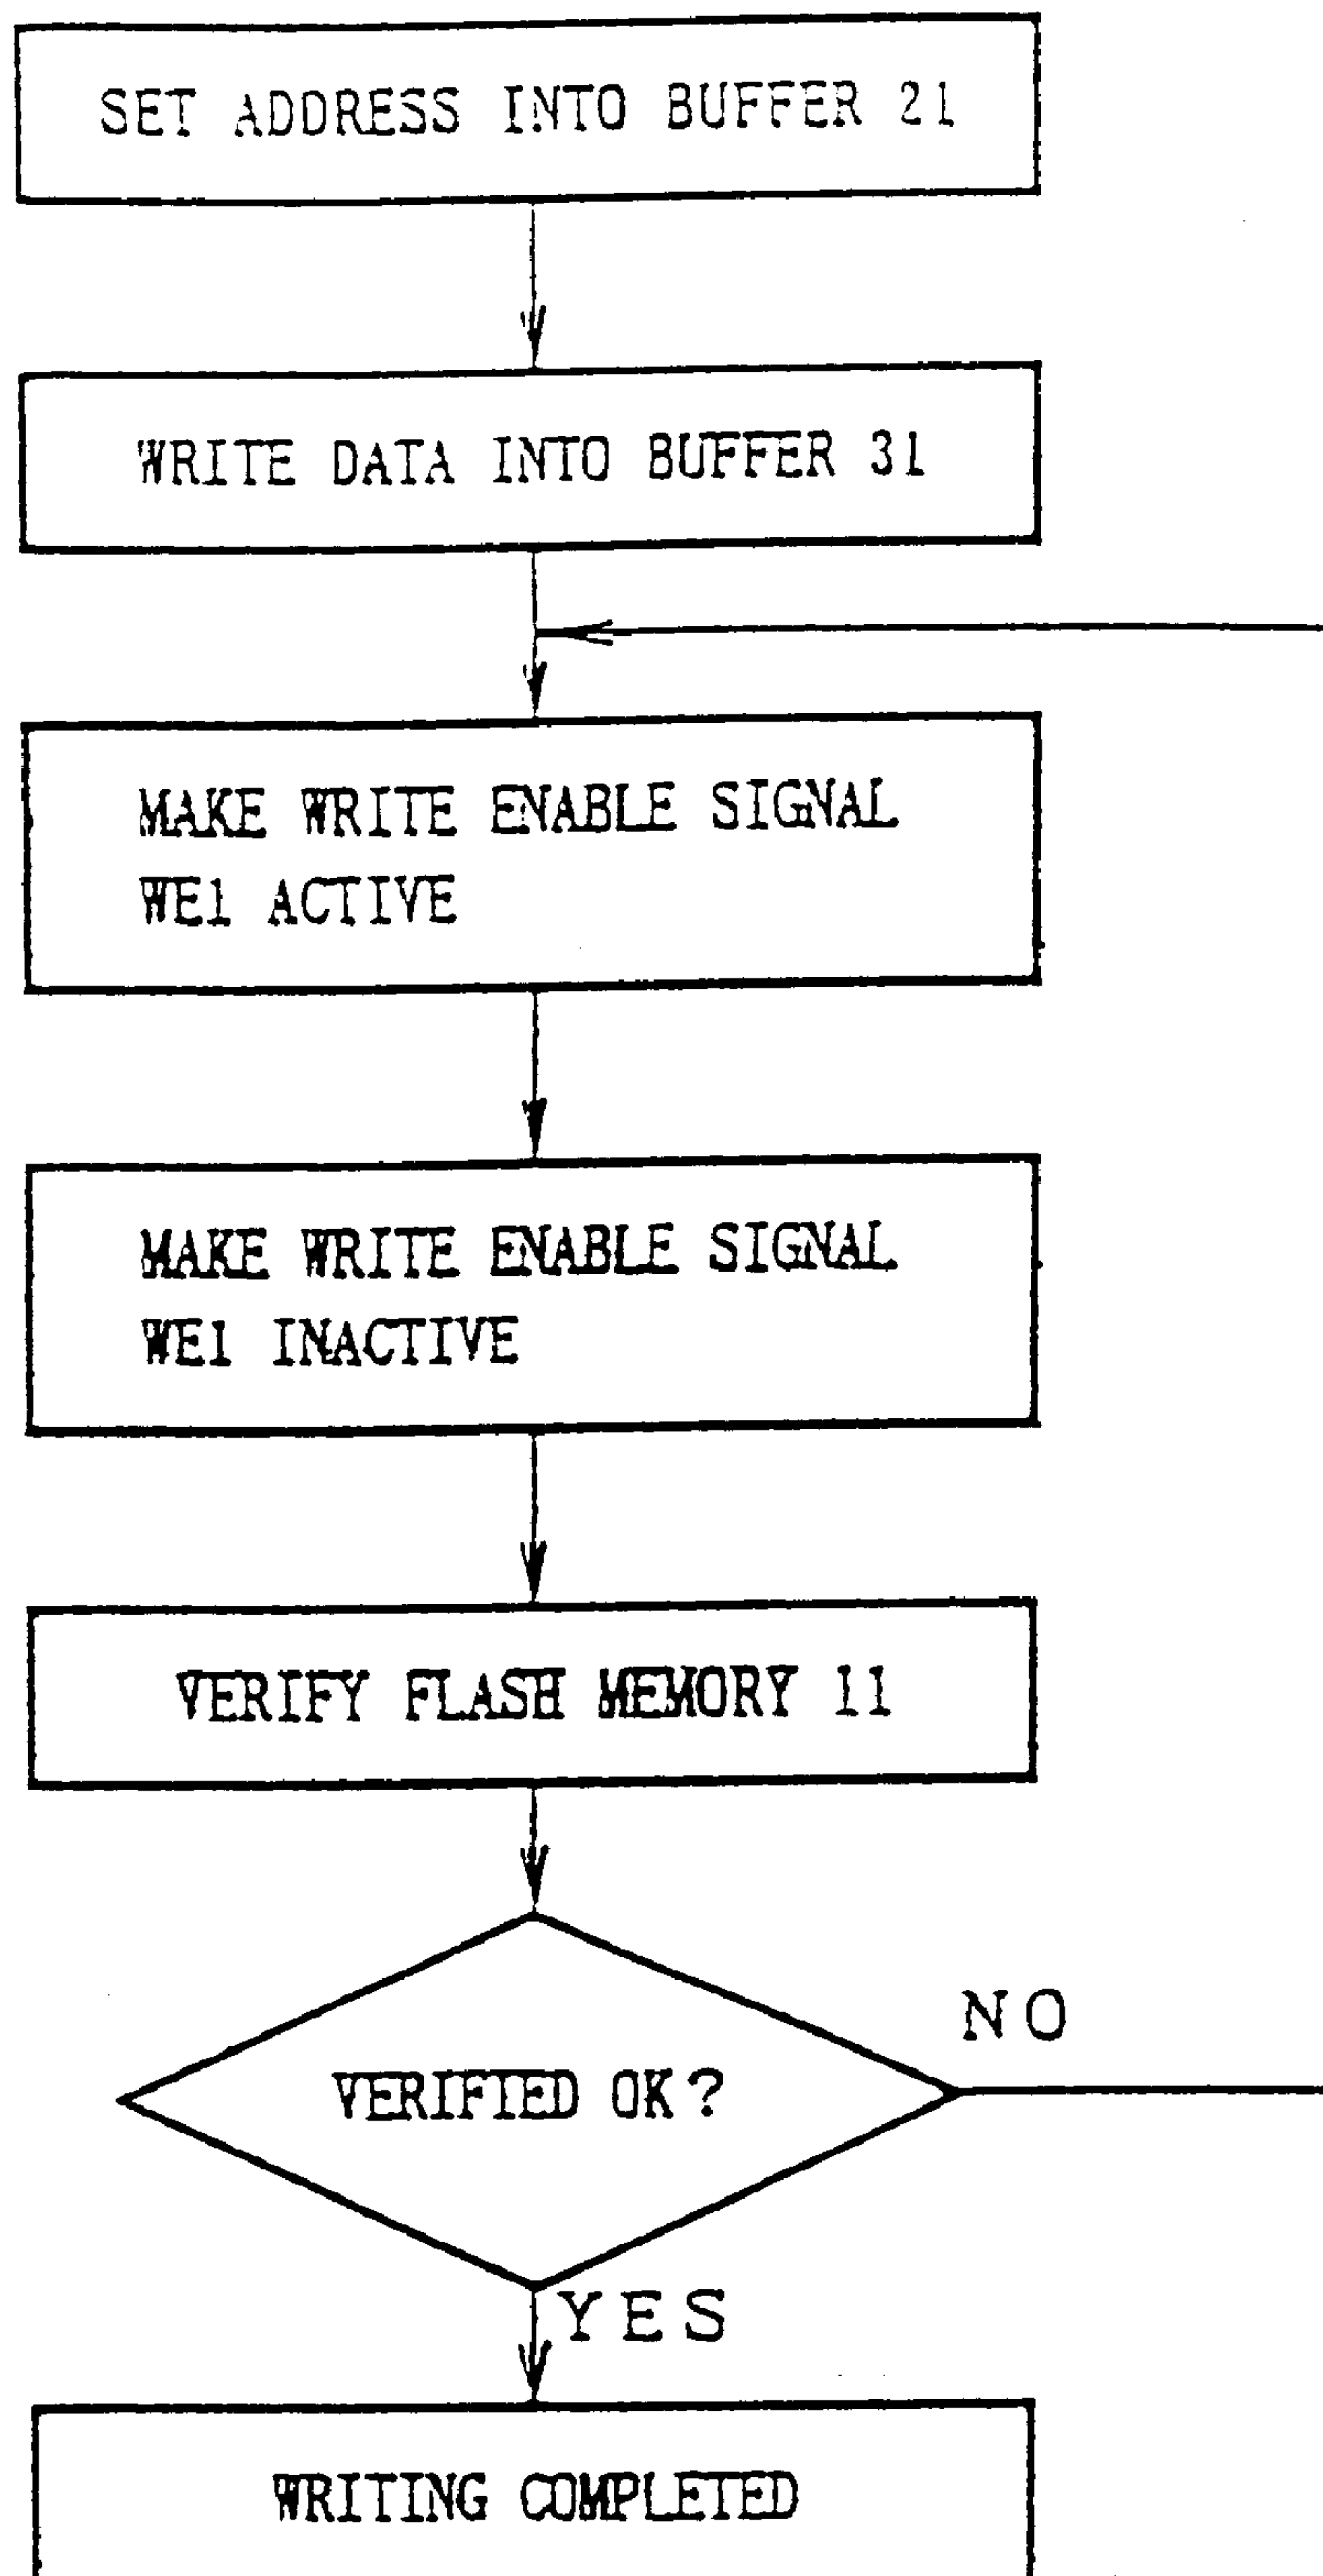 SET ADDRESS INTO BUFFER 21
WRITE DATA INTO BUFFER 31
MAKE WRITE ENABLE SIGNAL
WE1 ACTIVE
MAKE WRITE ENABLE SIGNAL
WE1 INACTIVE
VERIFY FLASH MEMORY 11
NO
VERIFIED OK?
YES
WRITING COMPLETED